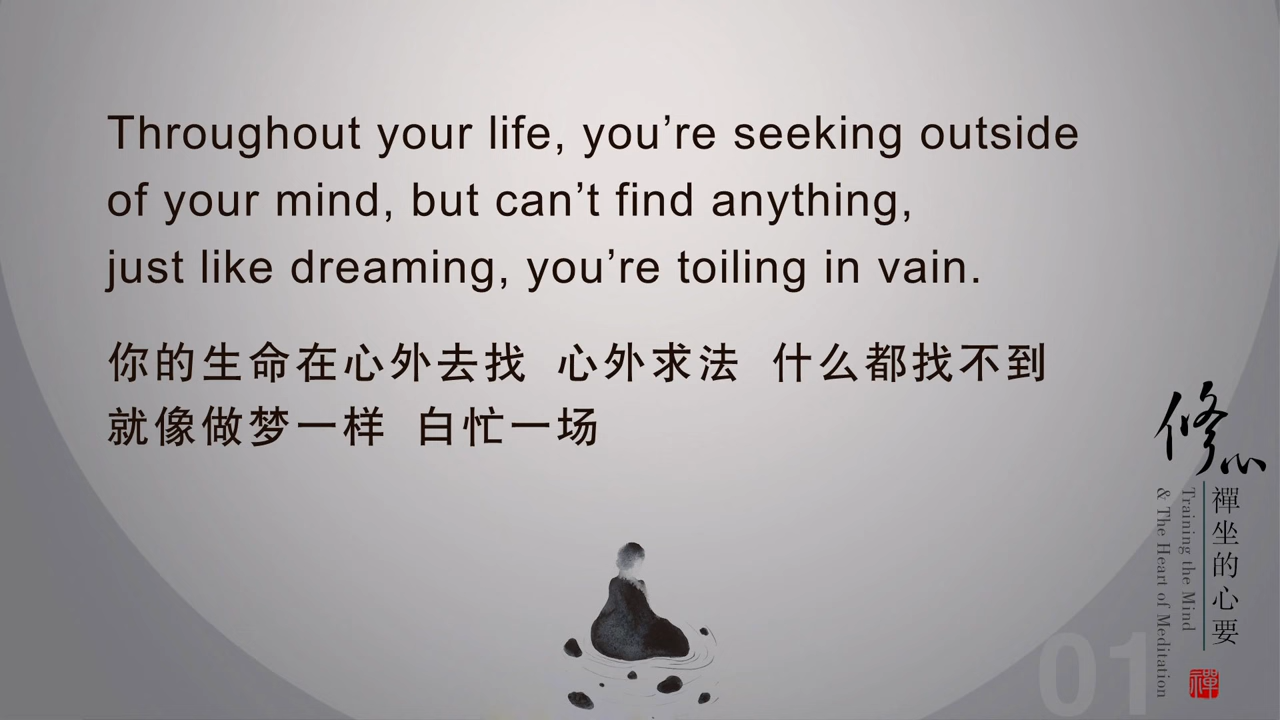 Throughout your life, you’re seeking outside
of your mind, but can’t find anything,
just like dreaming, you’re toiling in vain.
你的生命在心外去找 心外求法 什么都找不到
就像做梦一样 白忙一场
修心
禪坐的心要
Training the Mind
& The Heart of Meditation
01
禪